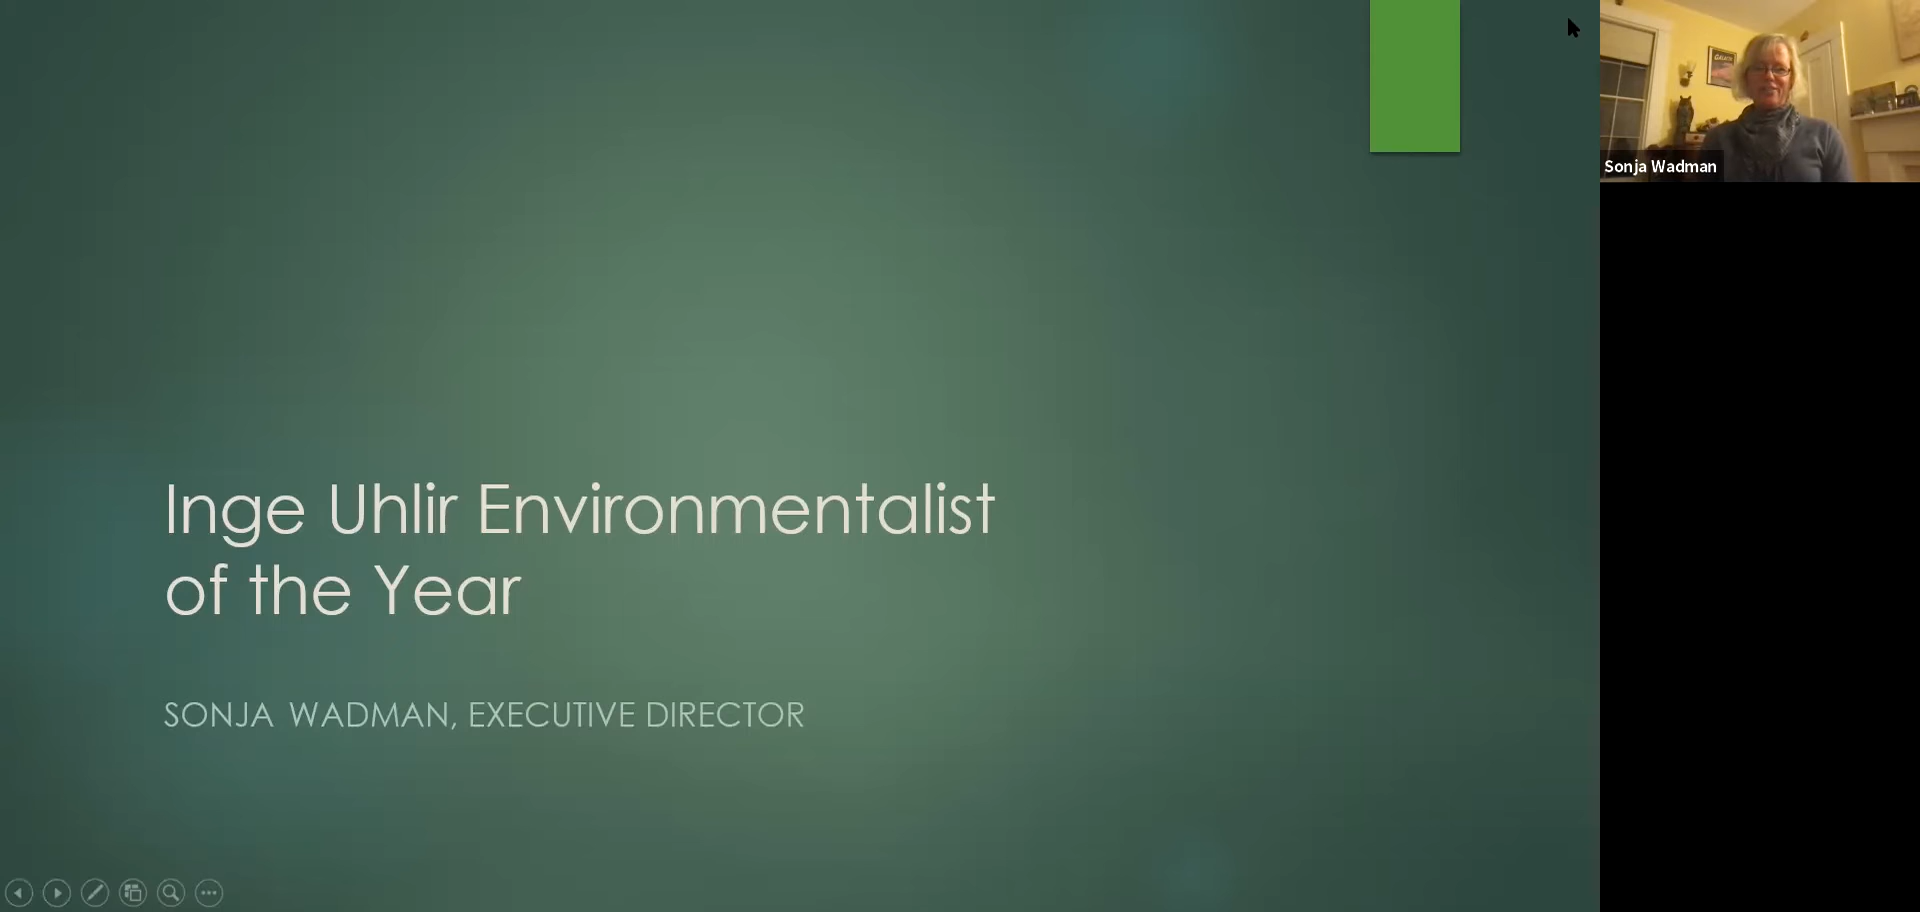 Inge Uhlir Environmentalist
of the Year
SONJA WADMAN, EXECUTIVE DIRECTOR
Sonja Wadman